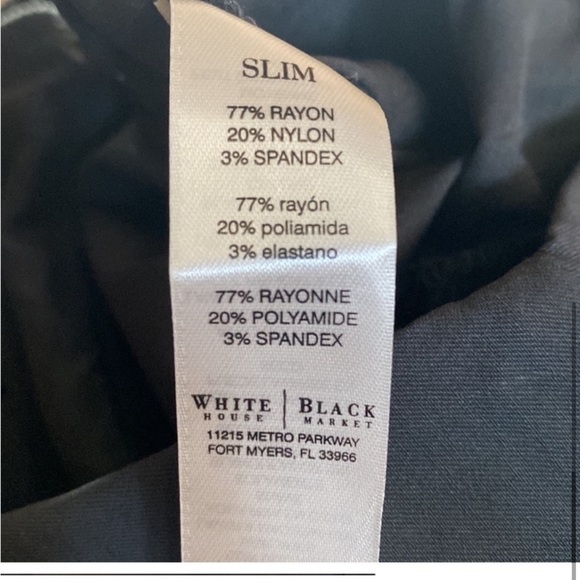 SLIM
77% RAYON
20% NYLON
3% SPANDEX
77% rayón
20% poliamida
3% elastano
77% RAYONNE
20% POLYAMIDE
3% SPANDEX
WHITE HOUSE | BLACK MARKET
11215 METRO PARKWAY
FORT MYERS, FL 33966